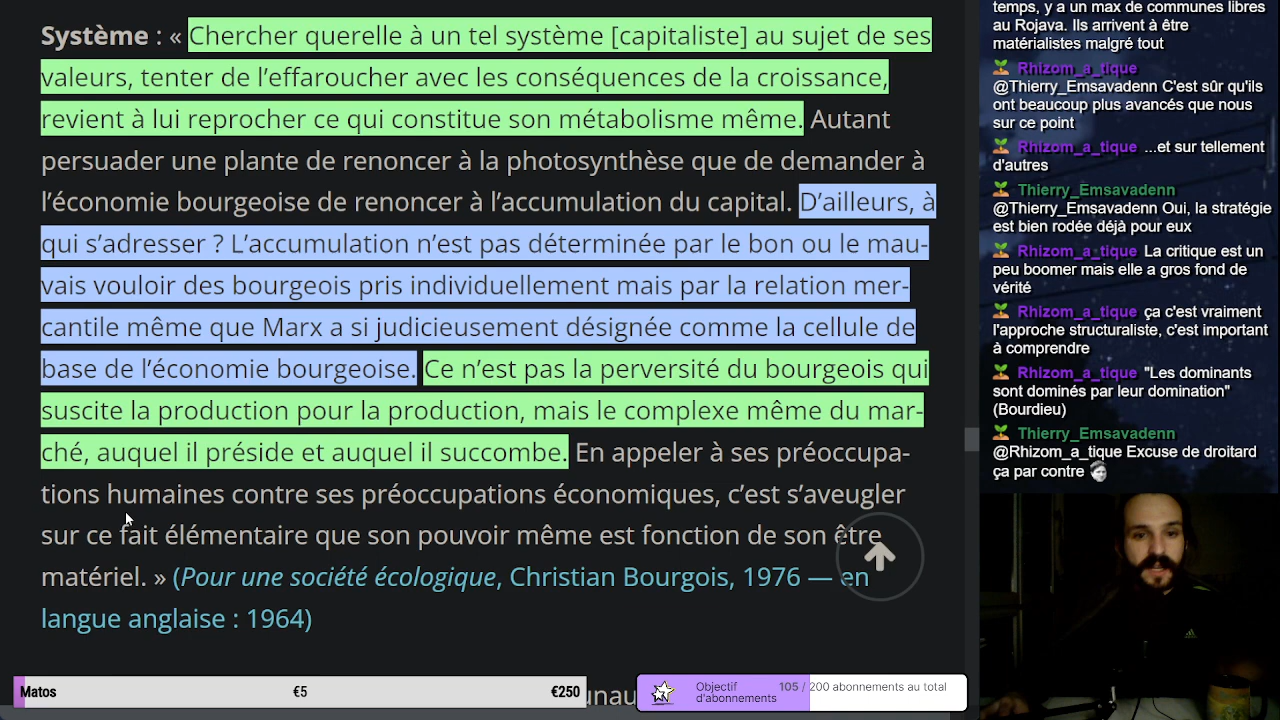 Système : « Chercher querelle à un tel système [capitaliste] au sujet de ses
valeurs, tenter de l’effaroucher avec les conséquences de la croissance,
revient à lui reprocher ce qui constitue son métabolisme même. Autant
persuader une plante de renoncer à la photosynthèse que de demander à
l’économie bourgeoise de renoncer à l’accumulation du capital. D’ailleurs, à
qui s’adresser ? L’accumulation n’est pas déterminée par le bon ou le mau-
vais vouloir des bourgeois pris individuellement mais par la relation mer-
cantile même que Marx a si judicieusement désignée comme la cellule de
base de l’économie bourgeoise. Ce n’est pas la perversité du bourgeois qui
suscite la production pour la production, mais le complexe même du mar-
ché, auquel il préside et auquel il succombe. En appeler à ses préoccupa-
tions humaines contre ses préoccupations économiques, c’est s’aveugler
sur ce fait élémentaire que son pouvoir même est fonction de son être
matériel. » (Pour une société écologique, Christian Bourgois, 1976 — en
langue anglaise : 1964)
Matos €5 €250
Objectif
d'abonnements
105 / 200 abonnements au total
temps, y a un max de communes libres
au Rojava. Ils arrivent à être
matérialistes malgré tout
Rhizom_a_tique
@Thierry_Emsavadenn C'est sûr qu'ils
ont beaucoup plus avancés que nous
sur ce point
Rhizom_a_tique ...et sur tellement
d'autres
Thierry_Emsavadenn
@Rhizom_a_tique Oui, la stratégie
est bien rodée déjà pour eux
Rhizom_a_tique La critique est un
peu boomer mais elle a gros fond de
vérité
Rhizom_a_tique ça c'est vraiment
l'approche structuraliste, c'est important
à comprendre
Rhizom_a_tique "Les dominants
sont dominés par leur domination"
(Bourdieu)
Thierry_Emsavadenn
@Rhizom_a_tique Excuse de droitard
ça par contre